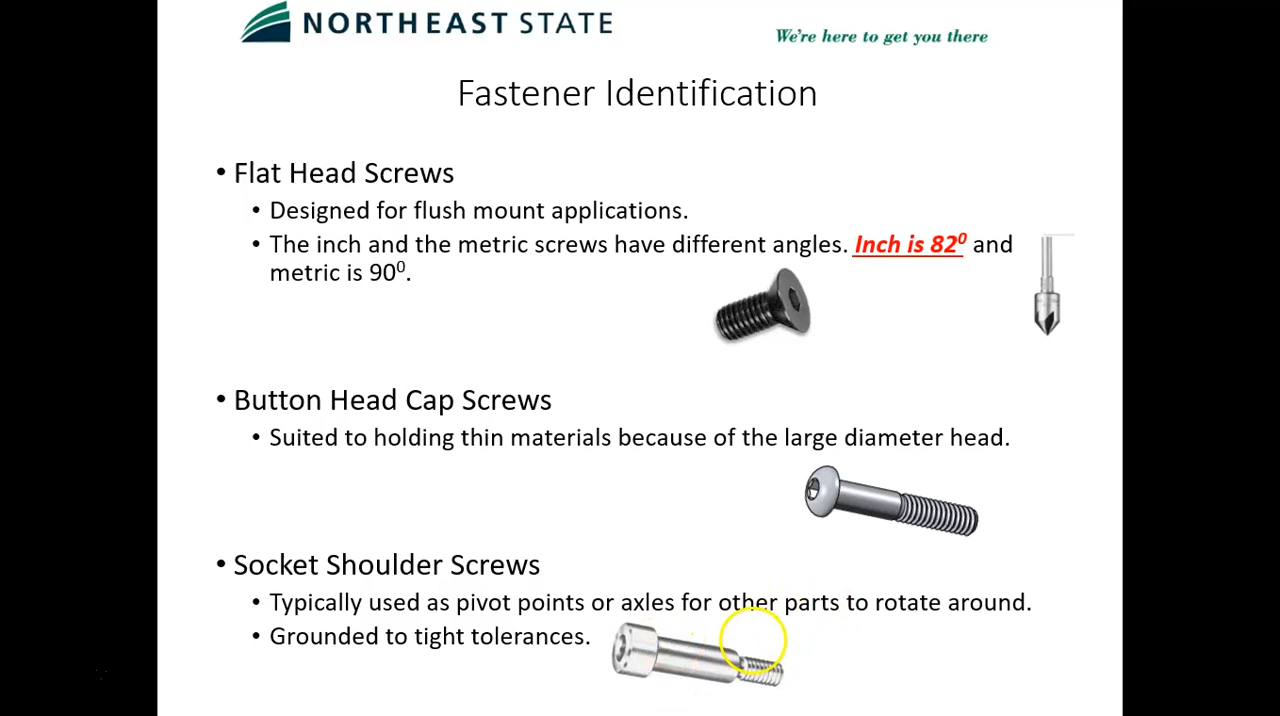 NORTHEAST STATE
We're here to get you there
Fastener Identification
• Flat Head Screws
• Designed for flush mount applications.
• The inch and the metric screws have different angles. Inch is 82⁰ and
metric is 90⁰.
• Button Head Cap Screws
• Suited to holding thin materials because of the large diameter head.
• Socket Shoulder Screws
• Typically used as pivot points or axles for other parts to rotate around.
• Grounded to tight tolerances.